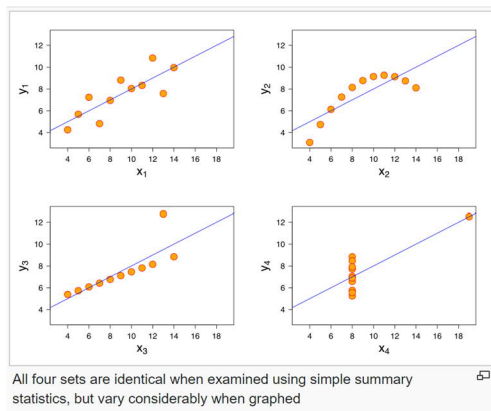 12
10
8
6
4
y1
4 6 8 10 12 14 16 18
x1
12
10
8
6
4
y2
4 6 8 10 12 14 16 18
x2
12
10
8
6
4
y3
4 6 8 10 12 14 16 18
x3
12
10
8
6
4
y4
4 6 8 10 12 14 16 18
x4
All four sets are identical when examined using simple summary
statistics, but vary considerably when graphed